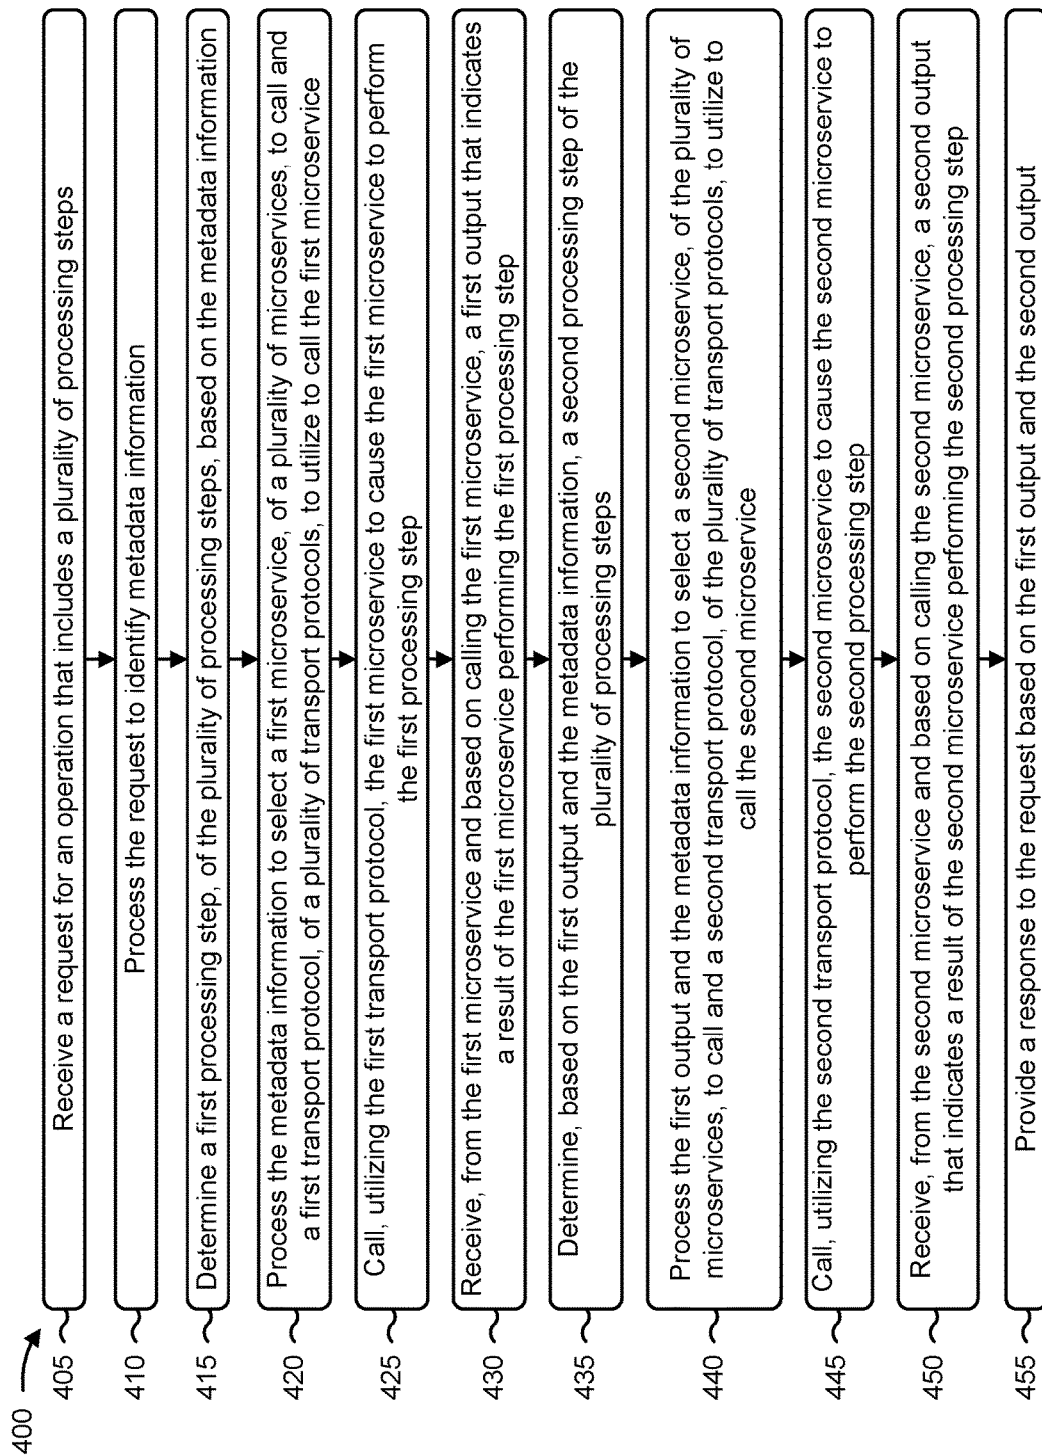 400
405
Receive a request for an operation that includes a plurality of processing steps
410
Process the request to identify metadata information
415
Determine a first processing step, of the plurality of processing steps, based on the metadata information
420
Process the metadata information to select a first microservice, of a plurality of microservices, to call and
a first transport protocol, of a plurality of transport protocols, to utilize to call the first microservice
425
Call, utilizing the first transport protocol, the first microservice to cause the first microservice to perform
the first processing step
430
Receive, from the first microservice and based on calling the first microservice, a first output that indicates
a result of the first microservice performing the first processing step
435
Determine, based on the first output and the metadata information, a second processing step of the
plurality of processing steps
440
Process the first output and the metadata information to select a second microservice, of the plurality of
microservices, to call and a second transport protocol, of the plurality of transport protocols, to utilize to
call the second microservice
445
Call, utilizing the second transport protocol, the second microservice to cause the second microservice to
perform the second processing step
450
Receive, from the second microservice and based on calling the second microservice, a second output
that indicates a result of the second microservice performing the second processing step
455
Provide a response to the request based on the first output and the second output